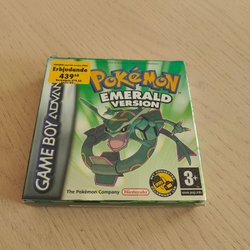 Erbjudande
439
POKéMON
EMERALD
VERSION
GAME BOY ADVANCE
The Pokémon Company
Nintendo
3+